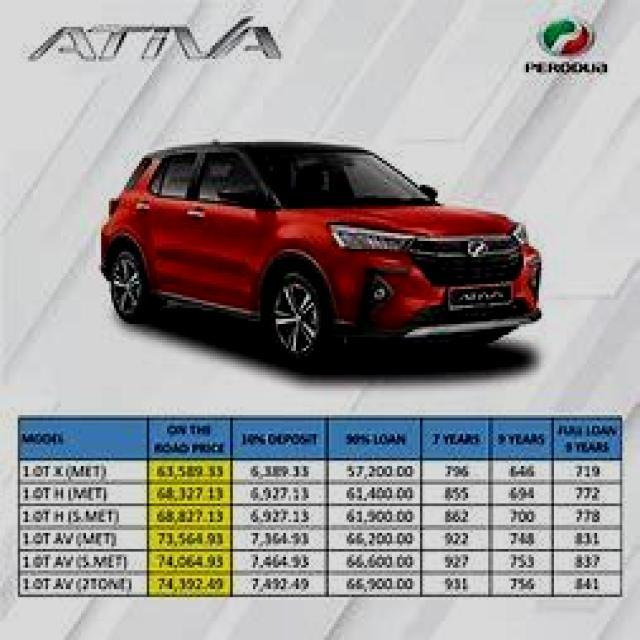 ATIVA
PERODUA
ATIVA
MODEL ON THE ROAD PRICE 10% DEPOSIT 90% LOAN 7 YEARS 9 YEARS FULL LOAN 9 YEARS
1.0T X (MET) 63,589.33 6,389.33 57,200.00 796 646 719
1.0T H (MET) 68,327.13 6,927.13 61,400.00 855 694 772
1.0T H (S.MET) 68,827.13 6,927.13 61,900.00 862 700 778
1.0T AV (MET) 73,564.93 7,364.93 66,200.00 922 748 831
1.0T AV (S.MET) 74,064.93 7,464.93 66,600.00 927 753 837
1.0T AV (2TONE) 74,392.49 7,492.49 66,900.00 931 756 841